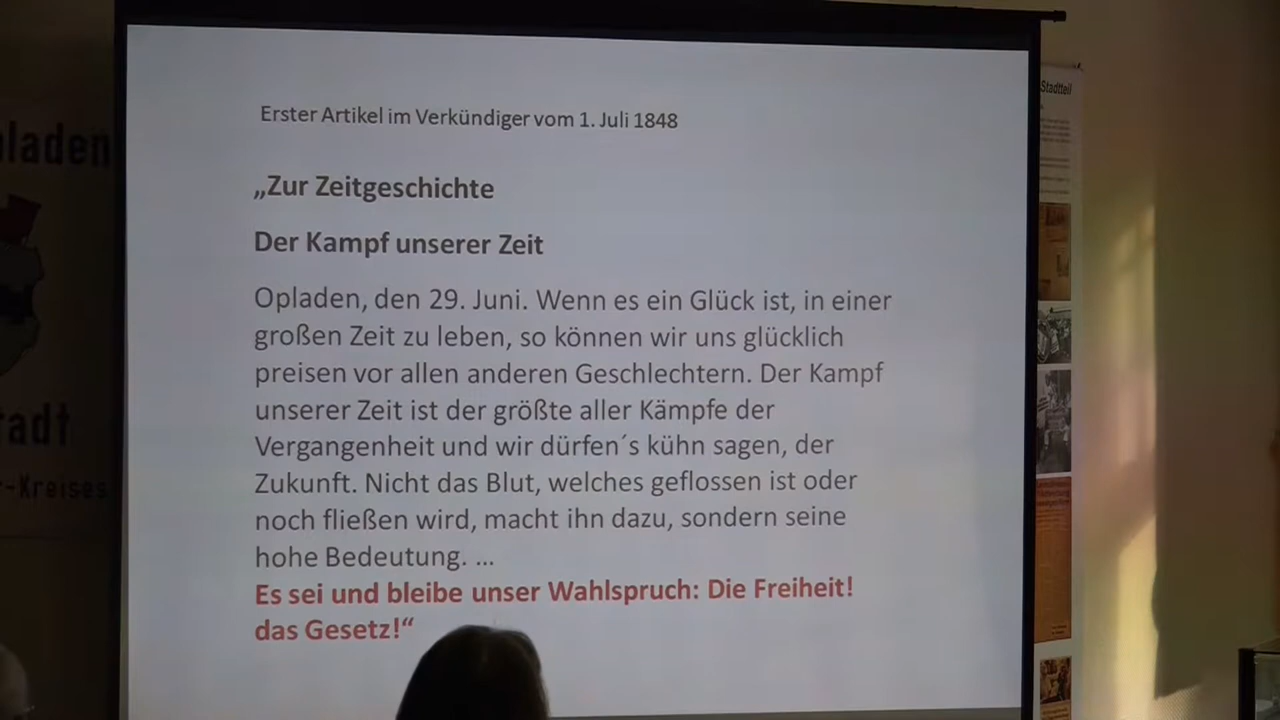 Erster Artikel im Verkündiger vom 1. Juli 1848
„Zur Zeitgeschichte
Der Kampf unserer Zeit
Opladen, den 29. Juni. Wenn es ein Glück ist, in einer
großen Zeit zu leben, so können wir uns glücklich
preisen vor allen anderen Geschlechtern. Der Kampf
unserer Zeit ist der größte aller Kämpfe der
Vergangenheit und wir dürfen´s kühn sagen, der
Zukunft. Nicht das Blut, welches geflossen ist oder
noch fließen wird, macht ihn dazu, sondern seine
hohe Bedeutung. ...
Es sei und bleibe unser Wahlspruch: Die Freiheit!
das Gesetz!“
laden
adt
-Kreises
Stadtteil